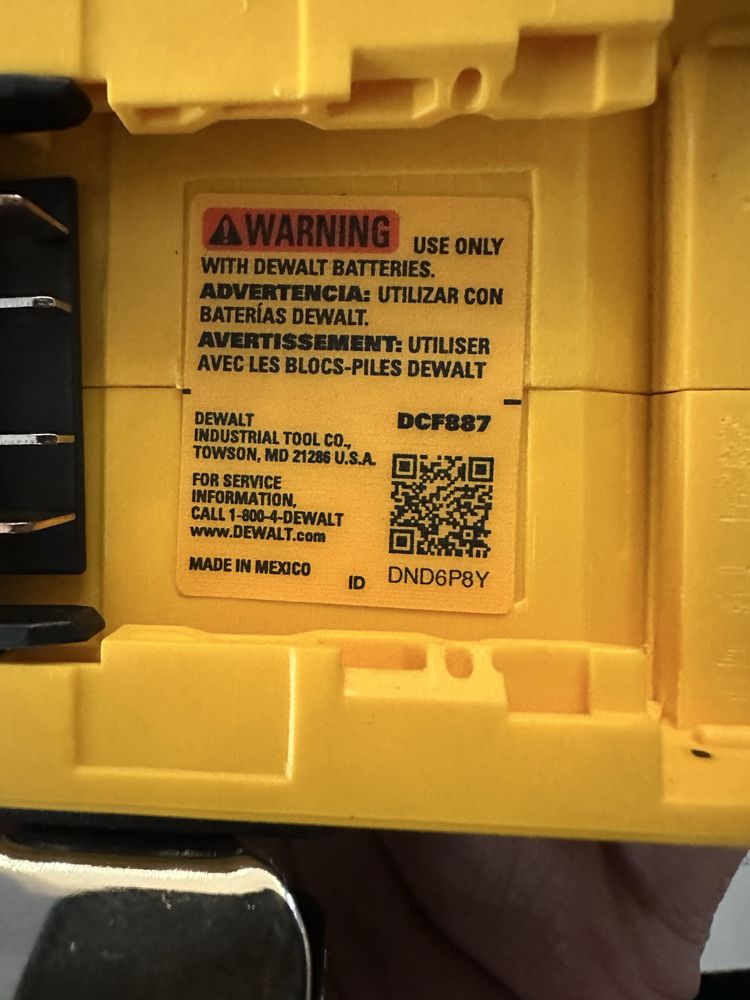 WARNING USE ONLY
WITH DEWALT BATTERIES.
ADVERTENCIA: UTILIZAR CON
BATERÍAS DEWALT.
AVERTISSEMENT: UTILISER
AVEC LES BLOCS-PILES DEWALT
DEWALT
INDUSTRIAL TOOL CO.,
TOWSON, MD 21286 U.S.A.
FOR SERVICE
INFORMATION,
CALL 1-800-4-DEWALT
www.DEWALT.com
MADE IN MEXICO
DCF887
ID DND6P8Y